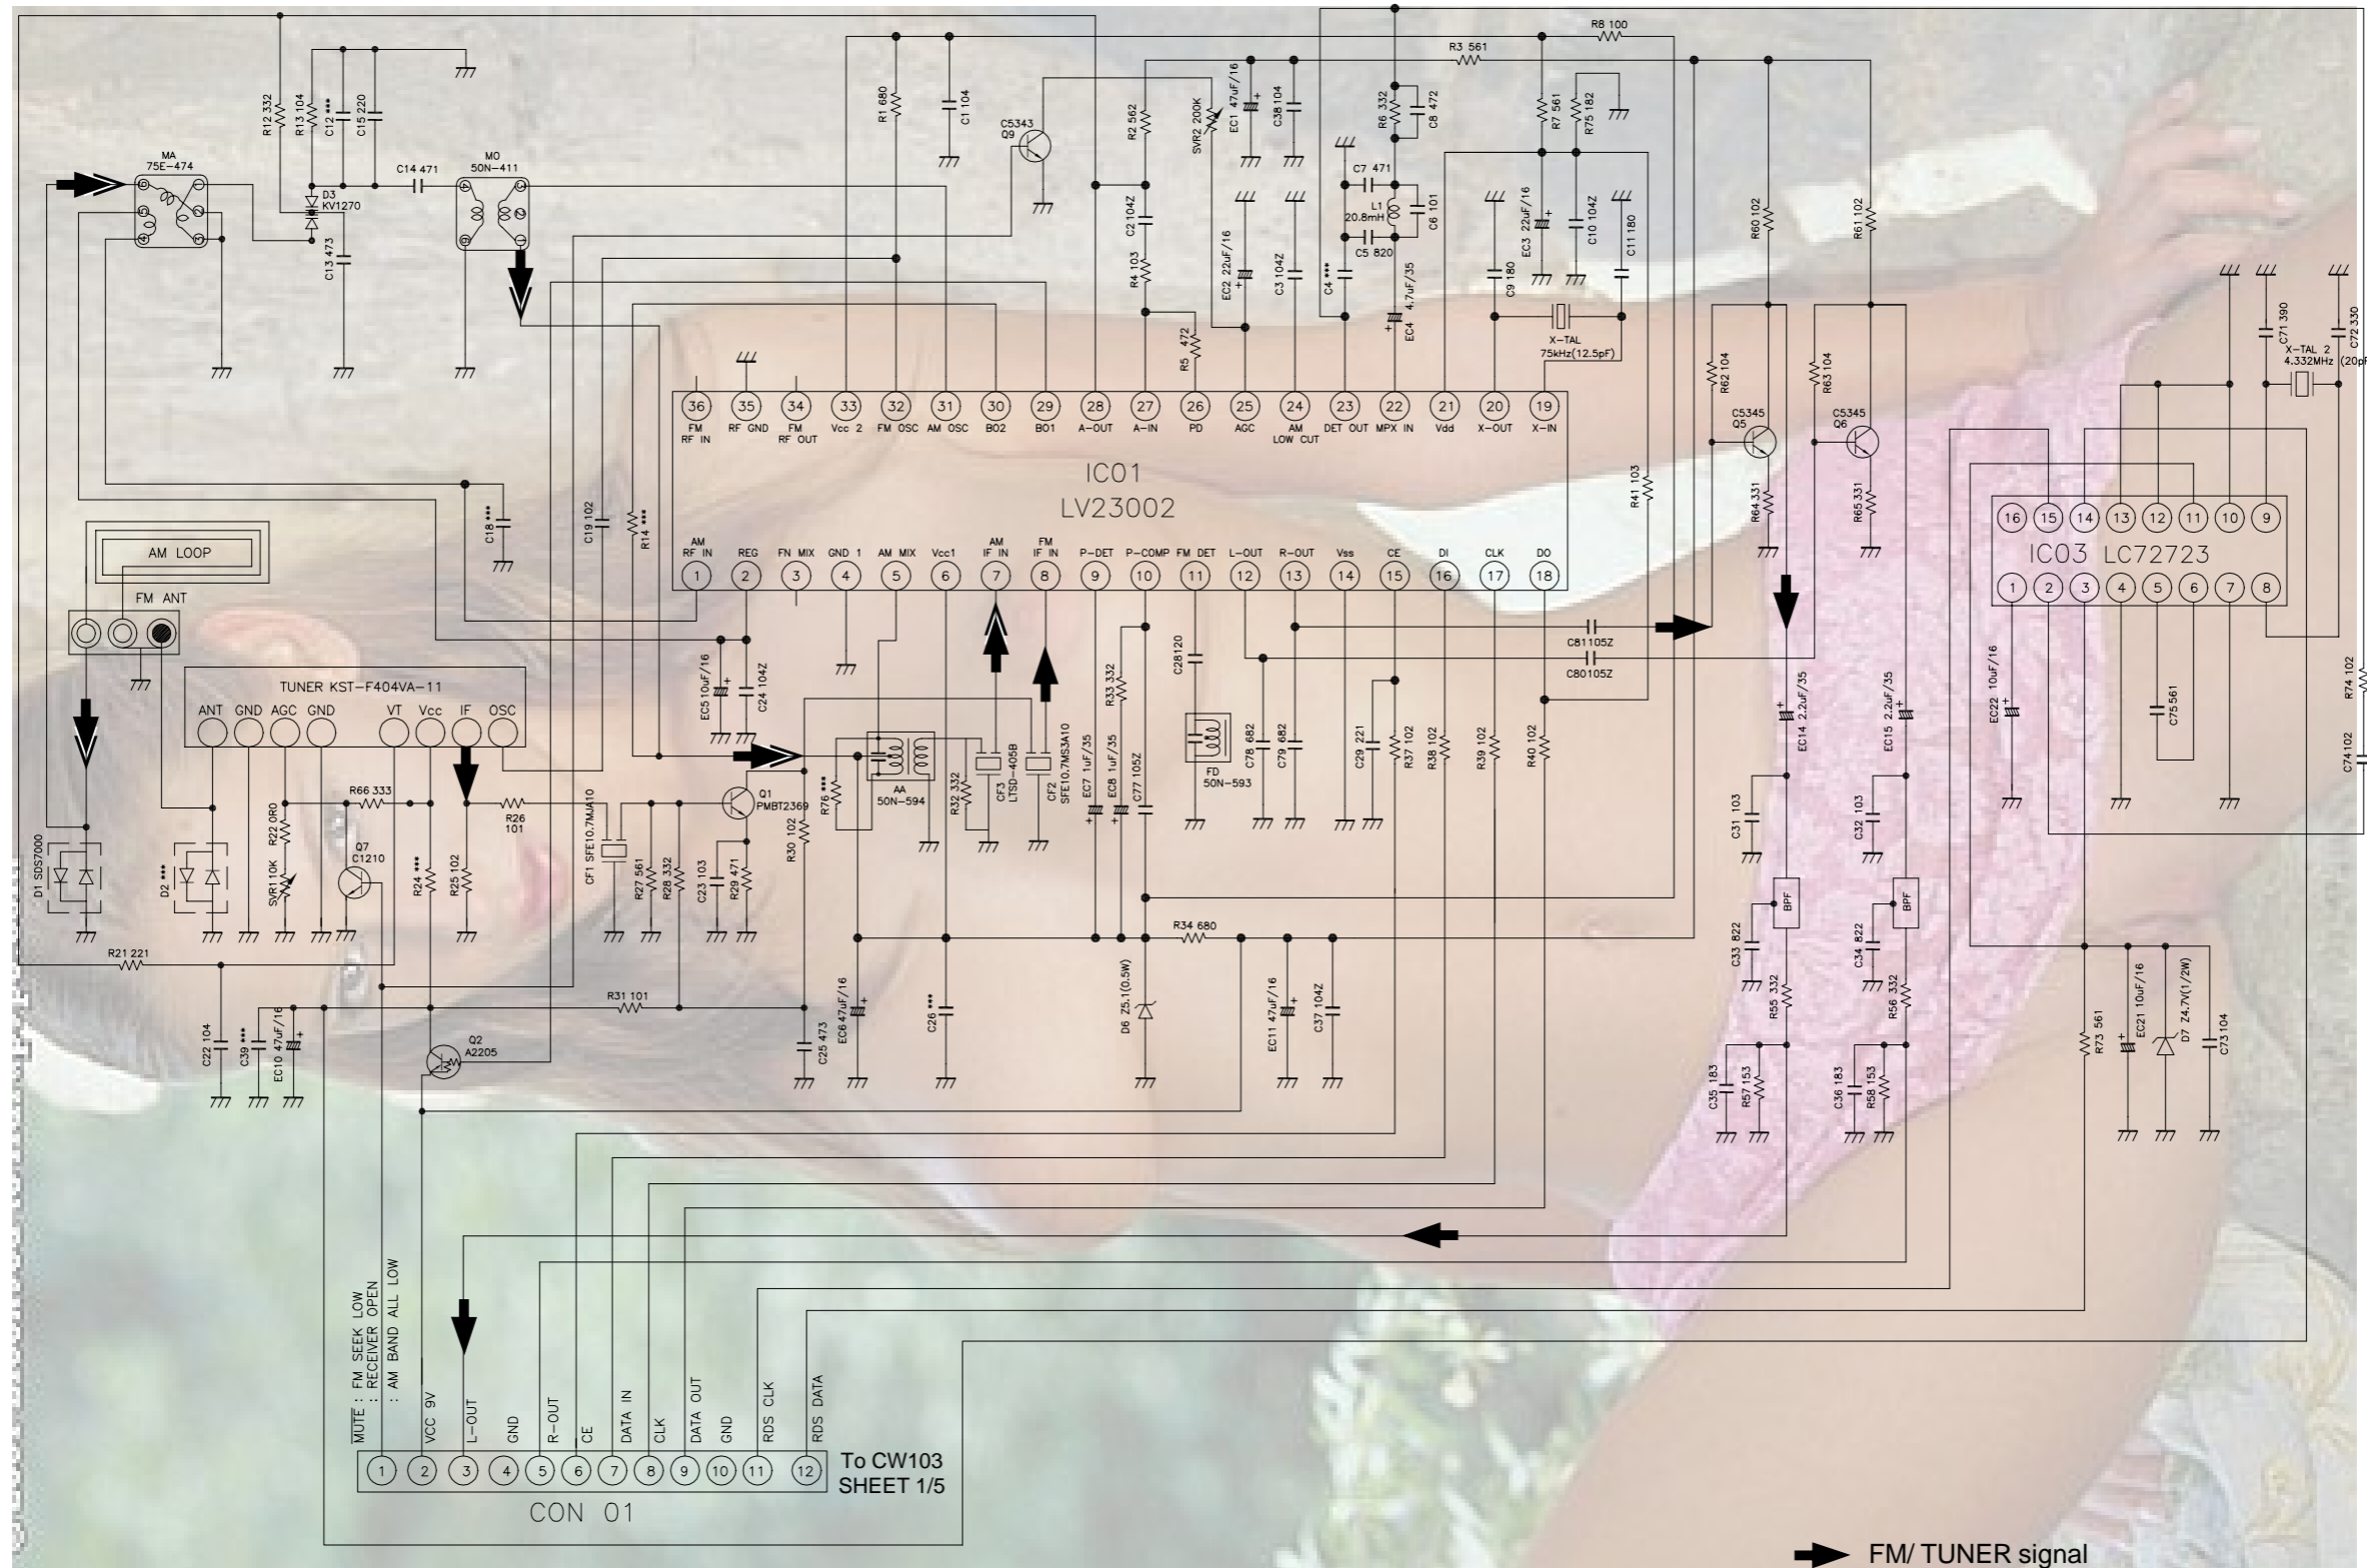 R8 100
R3 561
R12 332
R13 104
C12 ***
C15 220
R1 680
C1 104
C5343
Q9
R2 562
SVR2 200K
EC1 47uF/16
C38 104
R6 332
C8 472
R7 561
R75 182
MA
75E-474
MO
50N-411
C14 471
D3
KV1270
C13 473
C2 104Z
R4 103
EC2 22uF/16
C3 104Z
C7 471
L1
20.8mH
C6 101
C5 820
C4 ***
EC4 4.7uF/35
C9 180
EC3 22uF/16
C10 104Z
C11 180
R60 102
R61 102
R5 472
X-TAL
75kHz(12.5pF)
R62 104
R63 104
C71 390
C72 330
X-TAL 2
4.332MHz (20pF
36 35 34 33 32 31 30 29 28 27 26 25 24 23 22 21 20 19
FM RF IN
RF GND
FM RF OUT
Vcc 2
FM OSC
AM OSC
BO2
BO1
A-OUT
A-IN
PD
AGC
AM LOW CUT
DET OUT
MPX IN
Vdd
X-OUT
X-IN
IC01
LV23002
C5345
Q5
C5345
Q6
R41 103
R64 331
R65 331
C18 ***
C19 102
R14 ***
AM RF IN
REG
FN MIX
GND 1
AM MIX
Vcc1
AM IF IN
FM IF IN
P-DET
P-COMP
FM DET
L-OUT
R-OUT
Vss
CE
DI
CLK
DO
1 2 3 4 5 6 7 8 9 10 11 12 13 14 15 16 17 18
16 15 14 13 12 11 10 9
IC03 LC72723
1 2 3 4 5 6 7 8
AM LOOP
FM ANT
TUNER KST-F404VA-11
ANT GND AGC GND VT Vcc IF OSC
EC5 10uF/16
C24 104Z
R33 332
C28 120
C81 105Z
C80 105Z
EC14 2.2uF/35
EC15 2.2uF/35
EC22 10uF/16
C75 561
R74 102
C74 102
R66 333
R22 0R0
SVR1 10K
Q7
C1210
R24 ***
R25 102
R26
101
CF1 SFE10.7MJA10
R27 561
R28 332
Q1
PMBT2369
C23 103
R29 471
R30 102
R76 ***
AA
50N-594
R32 332
CF3
LTSD-405B
CF2
SFE10.7MS3A10
EC7 1uF/35
EC8 1uF/35
C77 105Z
FD
50N-593
C78 682
C79 682
C29 221
R37 102
R38 102
R39 102
R40 102
D1 SDS7000
D2 ***
C31 103
C32 103
BPF
BPF
C33 822
C34 822
R55 332
R56 332
R21 221
R34 680
R31 101
C22 104
C39 ***
EC10 47uF/16
Q2
A2205
C25 473
EC6 47uF/16
C26 ***
D6 Z5.1(0.5W)
EC11 47uF/16
C37 104Z
C35 183
R57 153
C36 183
R58 153
R73 561
EC21 10uF/16
D7 Z4.7V(1/2W)
C73 104
MUTE : FM SEEK LOW
: RECEIVER OPEN
: AM BAND ALL LOW
VCC 9V
L-OUT
GND
R-OUT
CE
DATA IN
CLK
DATA OUT
GND
RDS CLK
RDS DATA
1 2 3 4 5 6 7 8 9 10 11 12
To CW103
SHEET 1/5
CON 01
FM/ TUNER signal